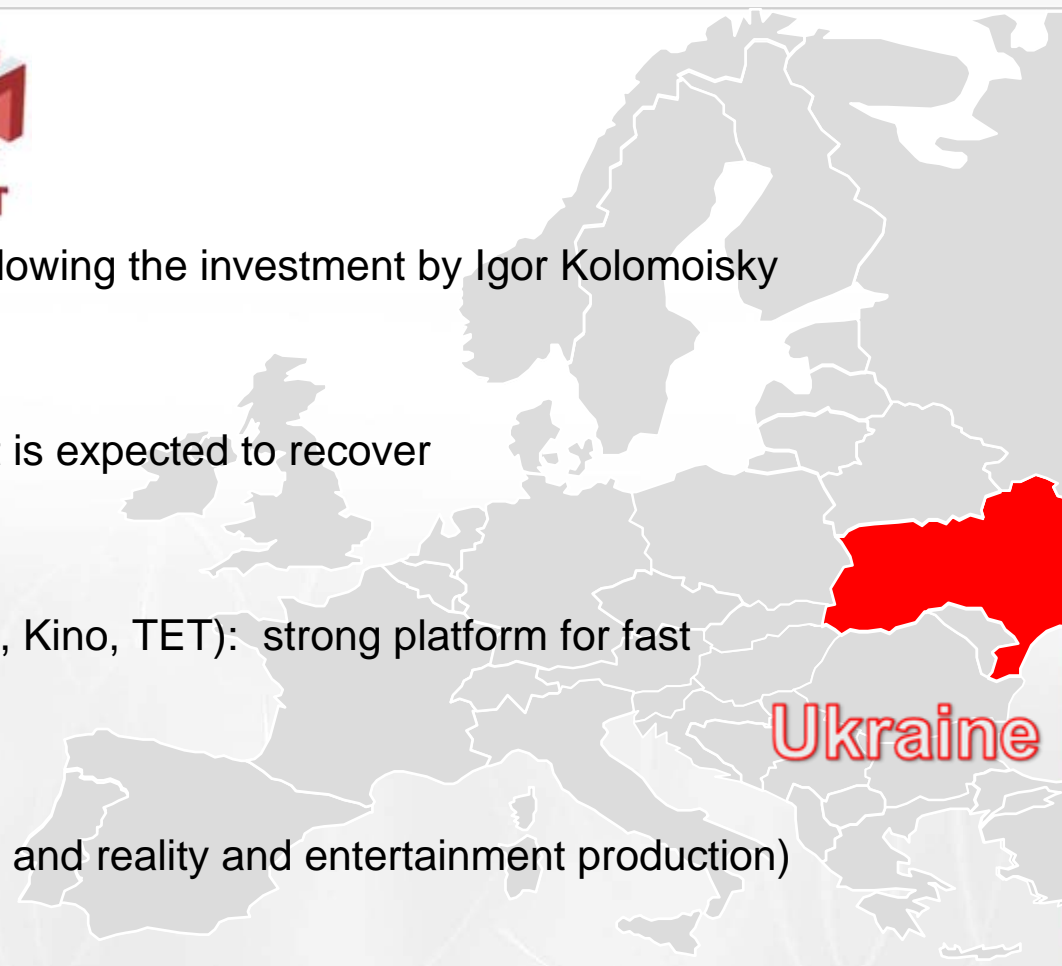 lowing the investment by Igor Kolomoisky
is expected to recover
, Kino, TET): strong platform for fast
Ukraine
and reality and entertainment production)